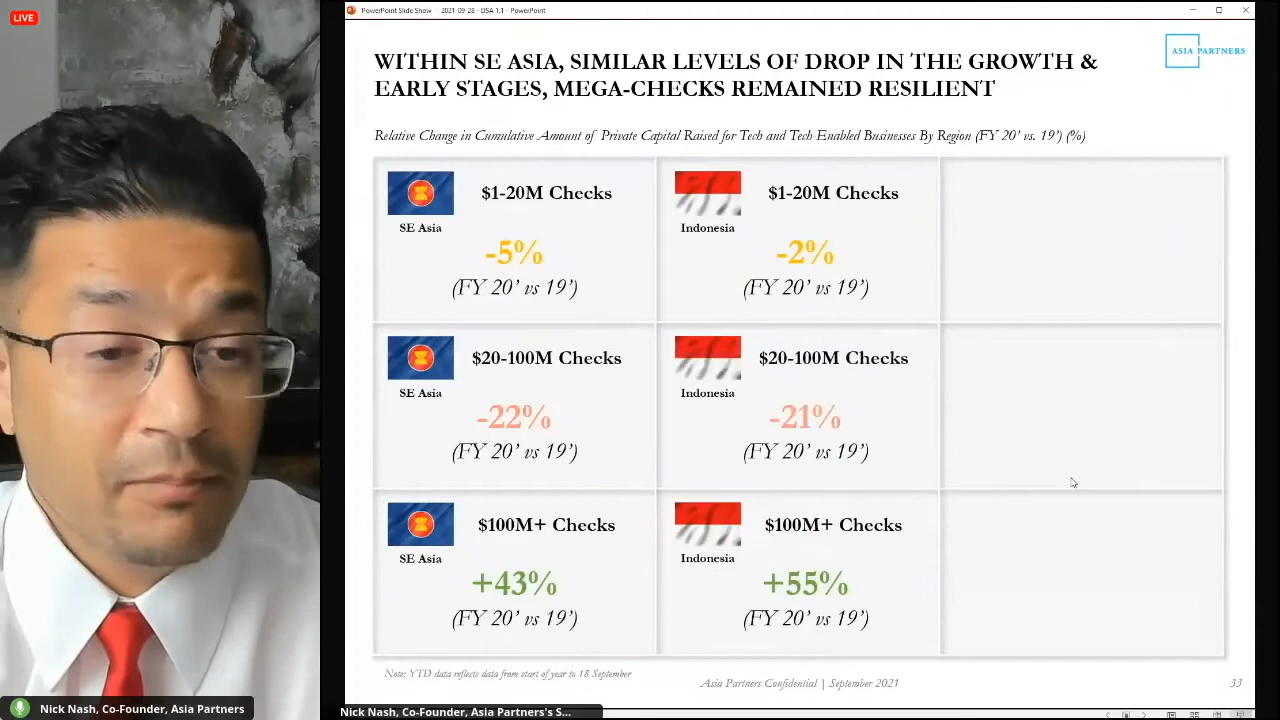 LIVE
PowerPoint Slide Show - 2021-09-28 - DSA 1.1 - PowerPoint
WITHIN SE ASIA, SIMILAR LEVELS OF DROP IN THE GROWTH &
EARLY STAGES, MEGA-CHECKS REMAINED RESILIENT
ASIA PARTNERS
Relative Change in Cumulative Amount of Private Capital Raised for Tech and Tech-Enabled Businesses By Region (FY 20' vs. 19') (%)
$1-20M Checks
SE Asia
-5%
(FY 20' vs 19')
$1-20M Checks
Indonesia
-2%
(FY 20' vs 19')
$20-100M Checks
SE Asia
-22%
(FY 20' vs 19')
$20-100M Checks
Indonesia
-21%
(FY 20' vs 19')
$100M+ Checks
SE Asia
+43%
(FY 20' vs 19')
$100M+ Checks
Indonesia
+55%
(FY 20' vs 19')
Note: YTD data reflects data from start of year to 18 September
Asia Partners Confidential | September 2021
33
Nick Nash, Co-Founder, Asia Partners
Nick Nash, Co-Founder, Asia Partners's S...